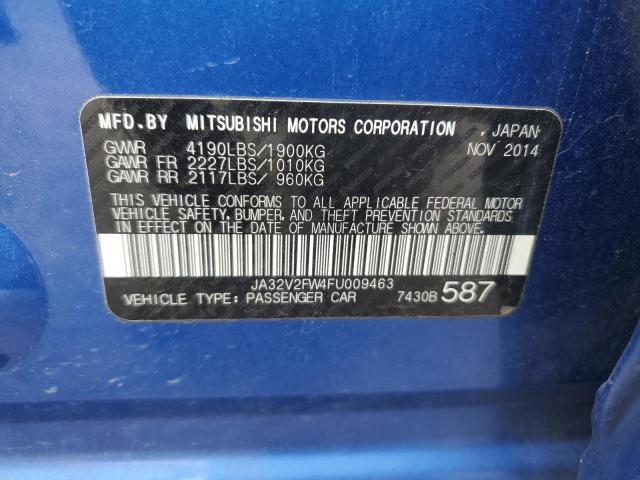 MFD.BY MITSUBISHI MOTORS CORPORATION , JAPAN
GVWR 4190LBS/1900KG NOV 2014
GAWR FR 2227LBS/1010KG
GAWR RR 2117LBS/ 960KG
THIS VEHICLE CONFORMS TO ALL APPLICABLE FEDERAL MOTOR
VEHICLE SAFETY, BUMPER, AND THEFT PREVENTION STANDARDS
IN EFFECT ON THE DATE OF MANUFACTURE SHOWN ABOVE.
JA32V2FW4FU009463
VEHICLE TYPE: PASSENGER CAR 7430B 587